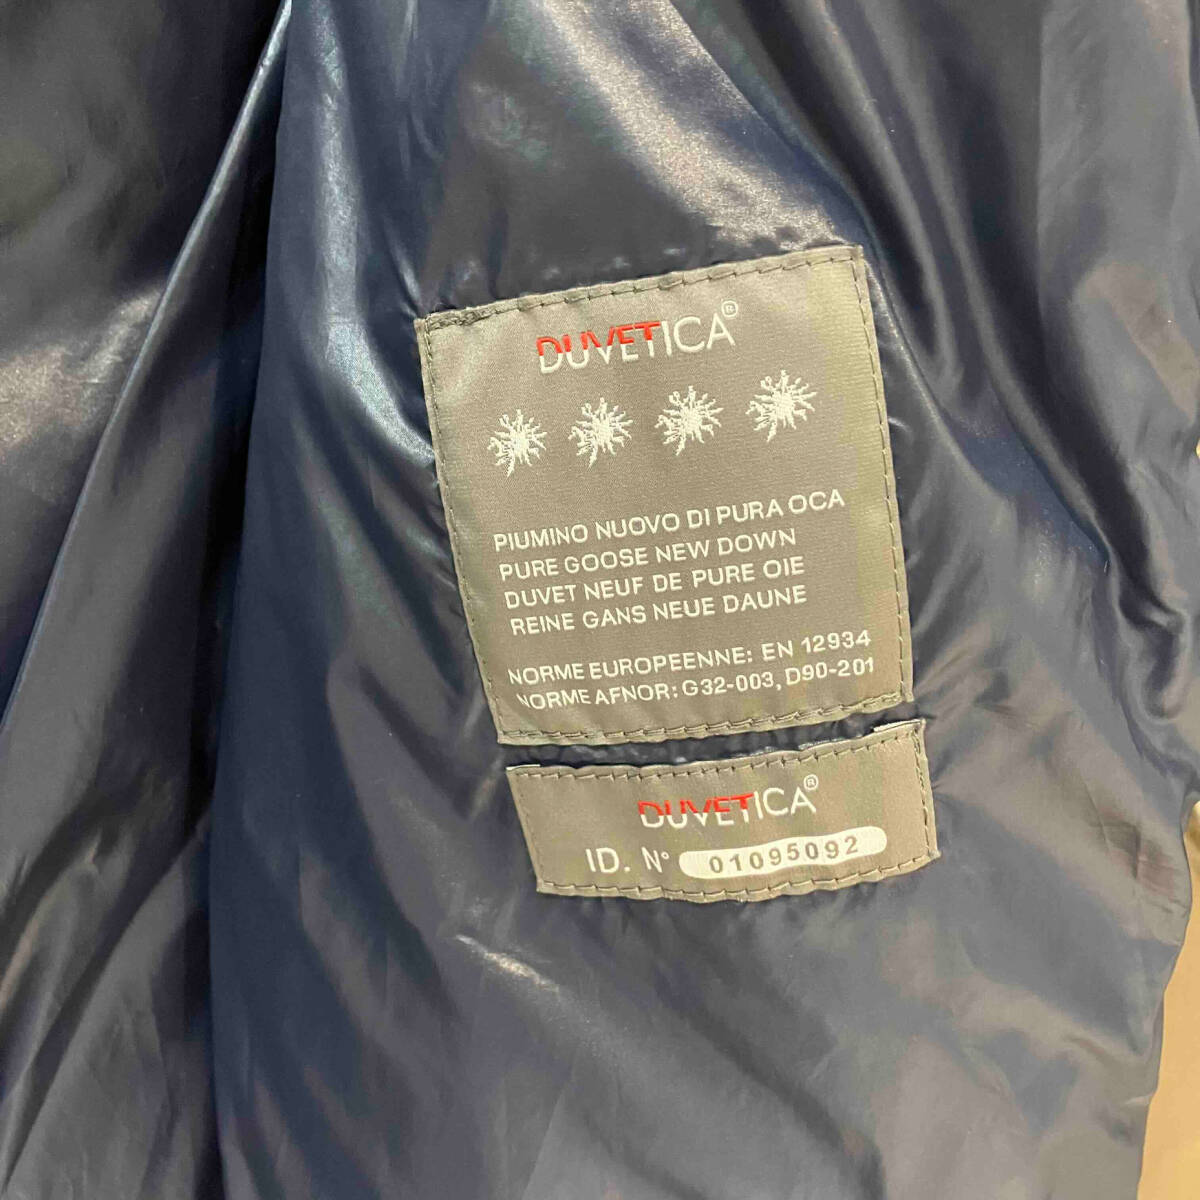 DUVETICA®
PIUMINO NUOVO DI PURA OCA
PURE GOOSE NEW DOWN
DUVET NEUF DE PURE OIE
REINE GANS NEUE DAUNE
NORME EUROPEENNE: EN 12934
NORME AFNOR: G32-003, D90-201
DUVETICA®
ID. N° 01095092